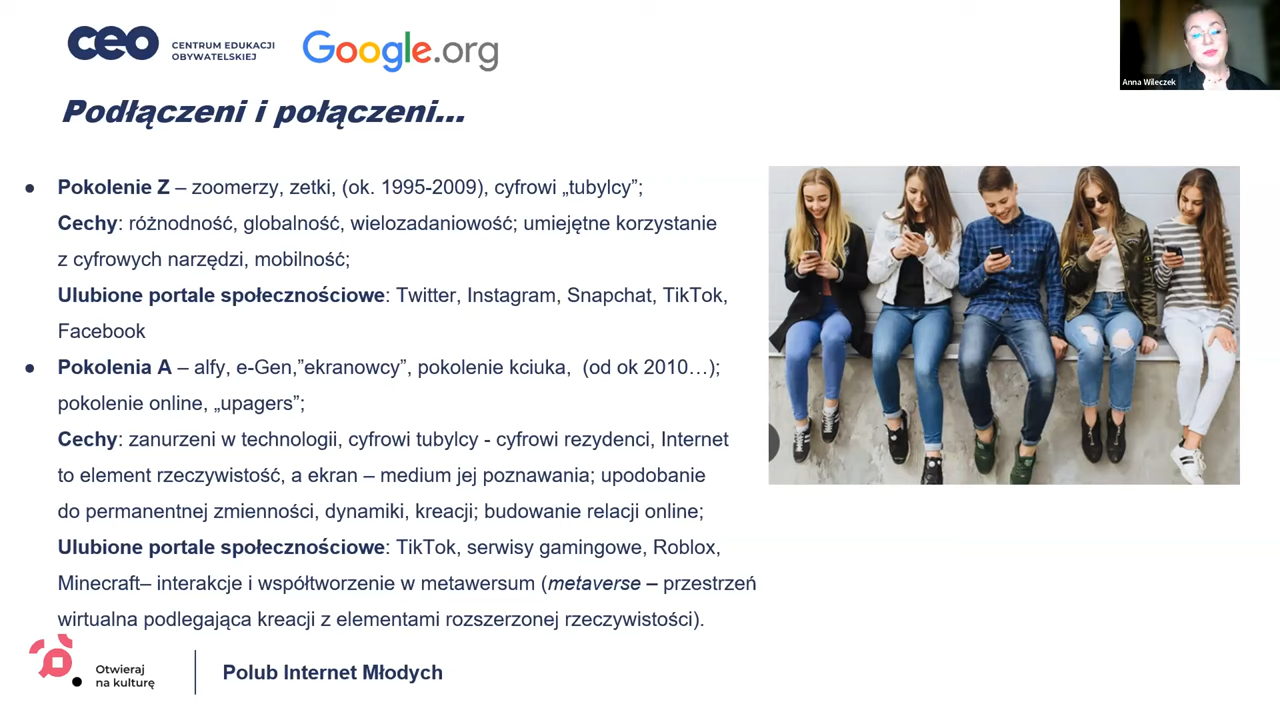 ceo CENTRUM EDUKACJI
OBYWATELSKIEJ
Google.org
Anna Wileczek
Podłączeni i połączeni...
● Pokolenie Z – zoomerzy, zetki, (ok. 1995-2009), cyfrowi „tubylcy”;
Cechy: różnodność, globalność, wielozadaniowość; umiejętne korzystanie
z cyfrowych narzędzi, mobilność;
Ulubione portale społecznościowe: Twitter, Instagram, Snapchat, TikTok,
Facebook
● Pokolenia A – alfy, e-Gen,”ekranowcy”, pokolenie kciuka, (od ok 2010…);
pokolenie online, „upagers”;
Cechy: zanurzeni w technologii, cyfrowi tubylcy - cyfrowi rezydenci, Internet
to element rzeczywistość, a ekran – medium jej poznawania; upodobanie
do permanentnej zmienności, dynamiki, kreacji; budowanie relacji online;
Ulubione portale społecznościowe: TikTok, serwisy gamingowe, Roblox,
Minecraft– interakcje i współtworzenie w metawersum (metaverse – przestrzeń
wirtualna podlegająca kreacji z elementami rozszerzonej rzeczywistości).
Otwieraj
na kulturę
Polub Internet Młodych